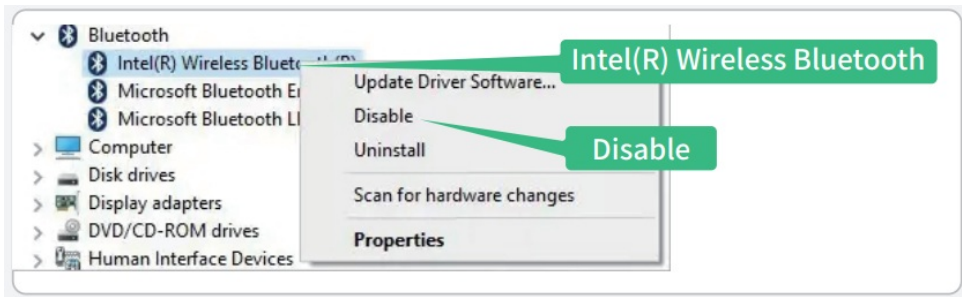 Bluetooth
Intel(R) Wireless Bluetooth(R)
Intel(R) Wireless Bluetooth
Microsoft Bluetooth
Microsoft Bluetooth
Computer
Disk drives
Display adapters
DVD/CD-ROM drives
Human Interface Devices
Update Driver Software...
Disable
Disable
Uninstall
Scan for hardware changes
Properties